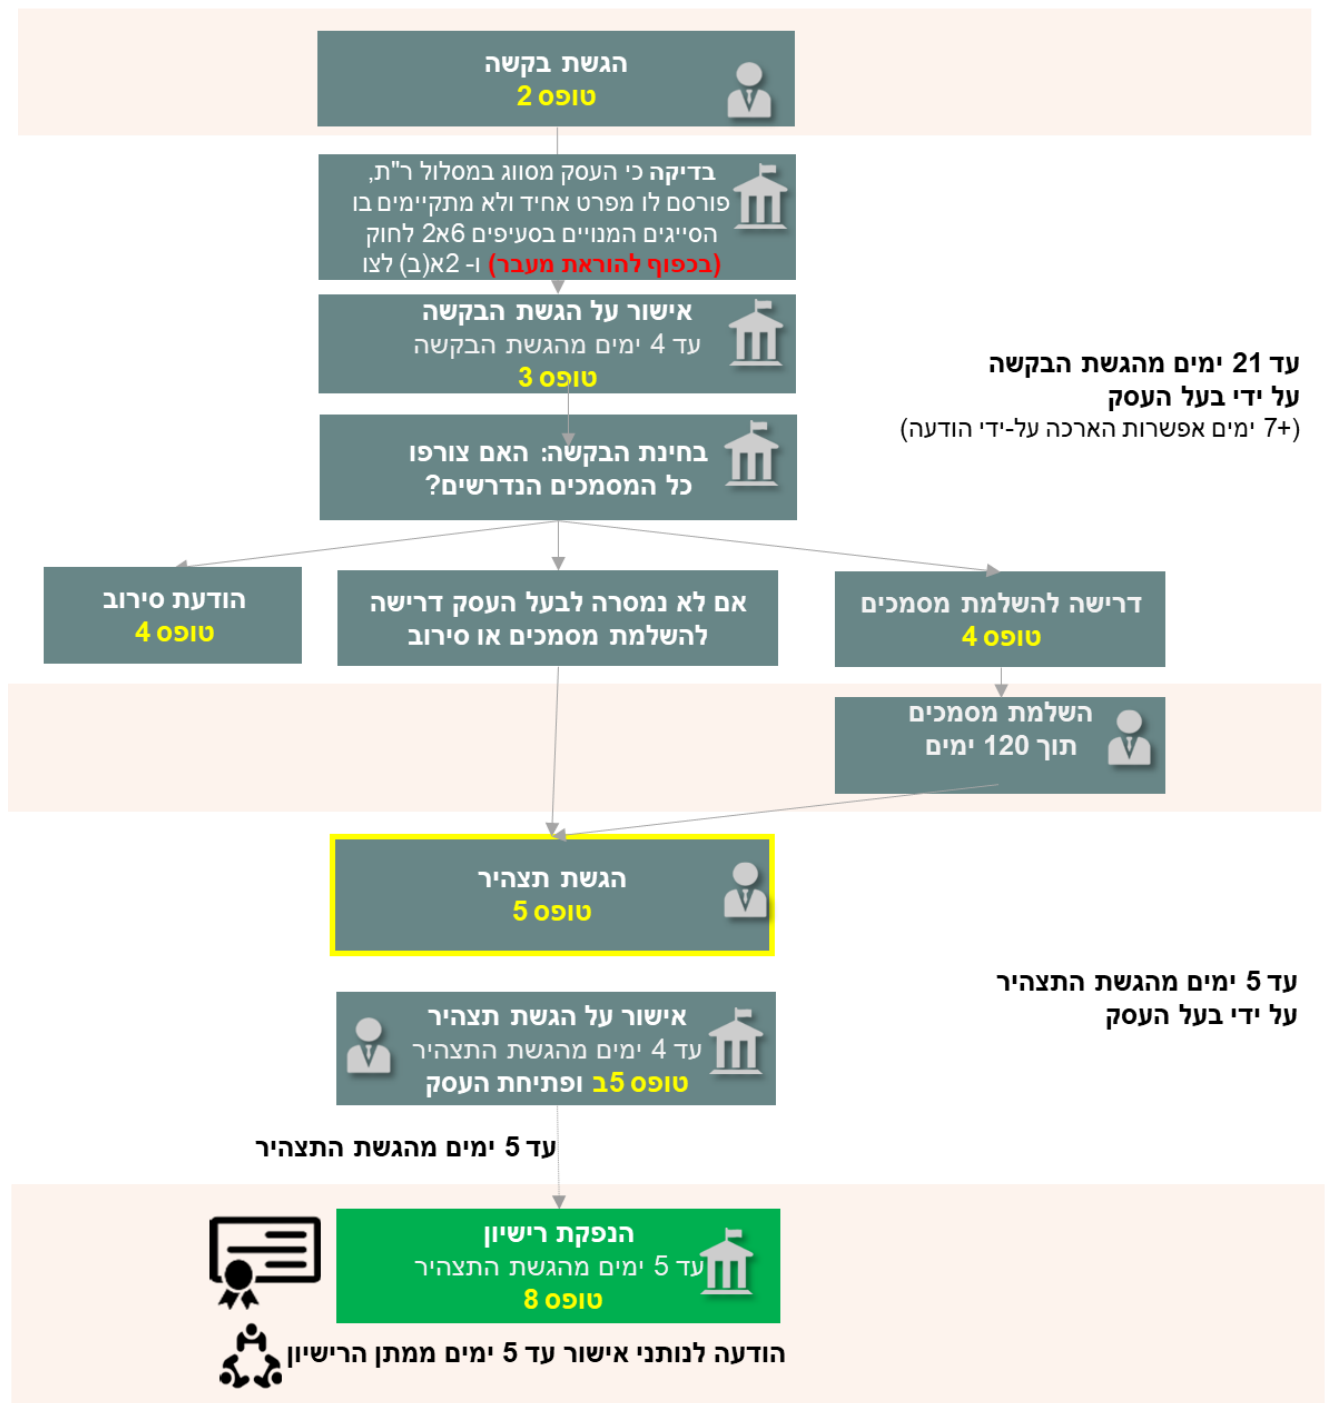 הגשת בקשה
טופס 2
בדיקה כי העסק מסווג במסלול ר"ת,
פורסם לו מפרט אחיד ולא מתקיימים בו
הסייגים המנויים בסעיפים 6א2 לחוק
(בכפוף להוראת מעבר) ו- 2א(ב) לצו
אישור על הגשת הבקשה
עד 4 ימים מהגשת הבקשה
טופס 3
עד 21 ימים מהגשת הבקשה
על ידי בעל העסק
(+7 ימים אפשרות הארכה על-ידי הודעה)
בחינת הבקשה: האם צורפו
כל המסמכים הנדרשים?
דרישה להשלמת מסמכים
טופס 4
אם לא נמסרה לבעל העסק דרישה
להשלמת מסמכים או סירוב
הודעת סירוב
טופס 4
השלמת מסמכים
תוך 120 ימים
הגשת תצהיר
טופס 5
עד 5 ימים מהגשת התצהיר
על ידי בעל העסק
אישור על הגשת תצהיר
עד 4 ימים מהגשת התצהיר
טופס 5ב ופתיחת העסק
עד 5 ימים מהגשת התצהיר
הנפקת רישיון
עד 5 ימים מהגשת התצהיר
טופס 8
הודעה לנותני אישור עד 5 ימים ממתן הרישיון